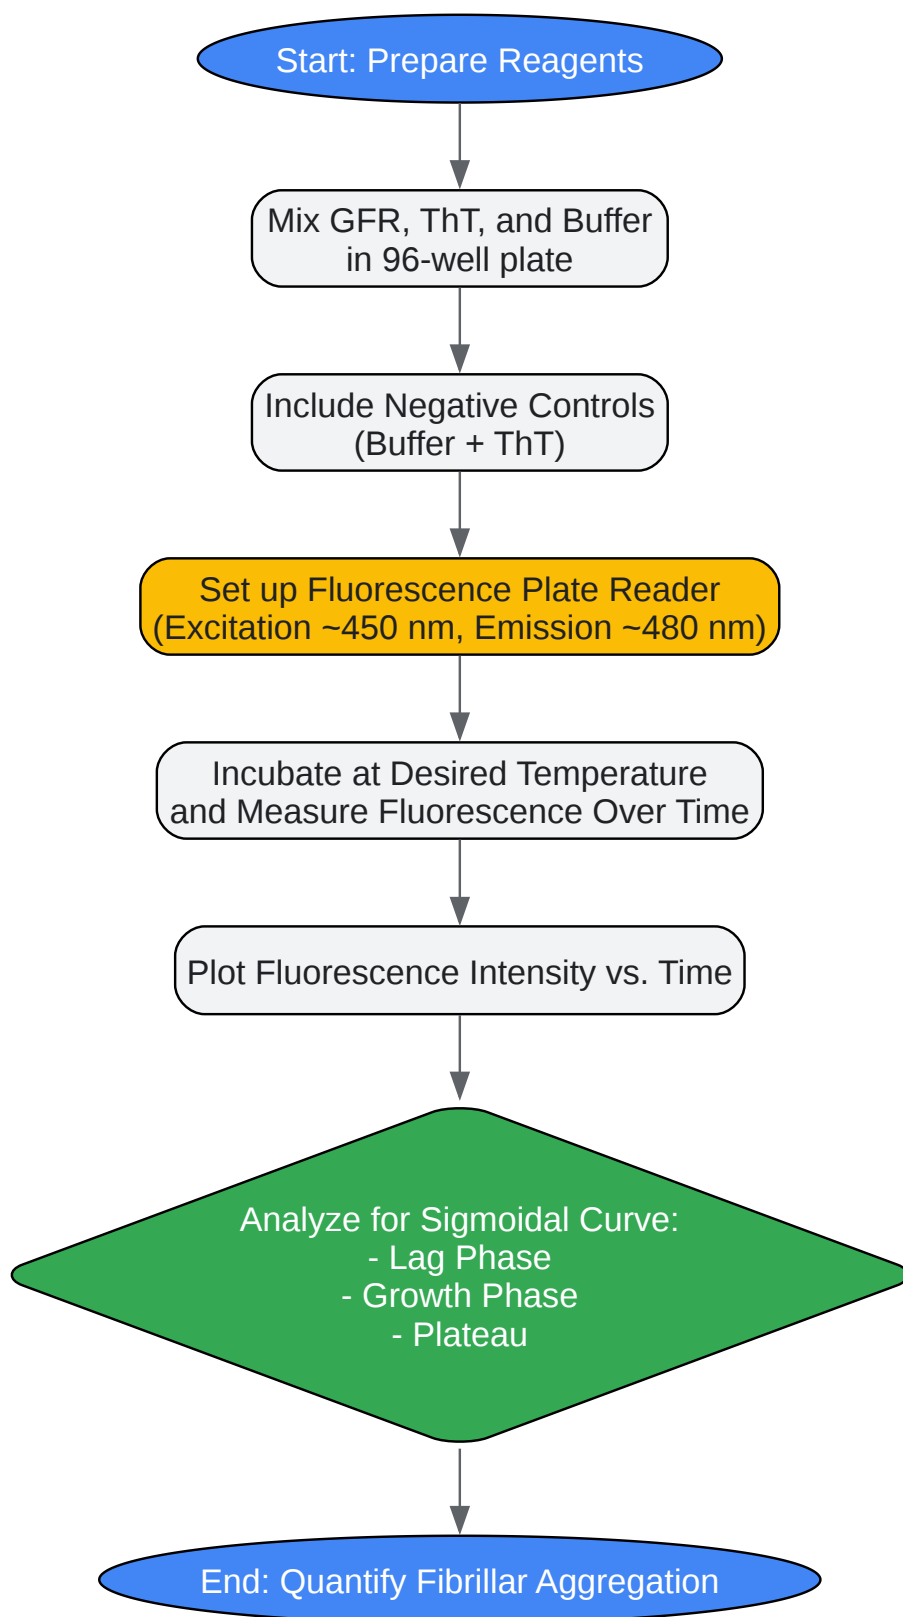 Start: Prepare Reagents
Mix GFR, ThT, and Buffer
in 96-well plate
Include Negative Controls
(Buffer + ThT)
Set up Fluorescence Plate Reader
(Excitation ~450 nm, Emission ~480 nm)
Incubate at Desired Temperature
and Measure Fluorescence Over Time
Plot Fluorescence Intensity vs. Time
Analyze for Sigmoidal Curve:
- Lag Phase
- Growth Phase
- Plateau
End: Quantify Fibrillar Aggregation